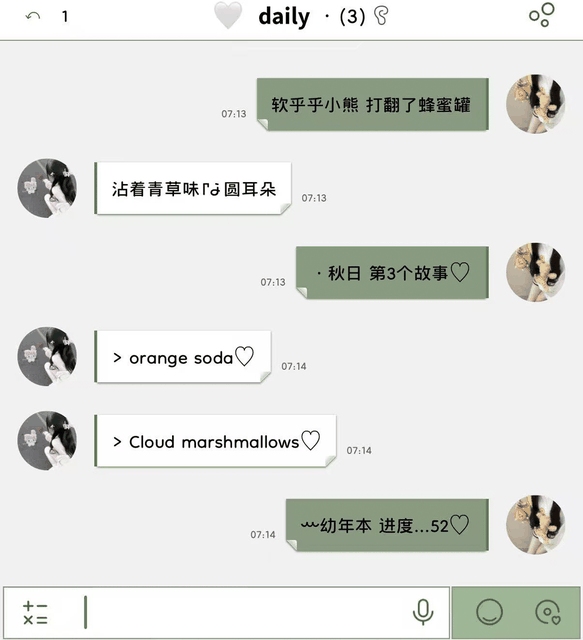 1
daily · (3)
软乎乎小熊 打翻了蜂蜜罐
07:13
沾着青草味な圆耳朵
07:13
· 秋日 第3个故事♡
07:13
> orange soda♡
07:14
> Cloud marshmallows♡
07:14
幼年本 进度...52♡
07:14